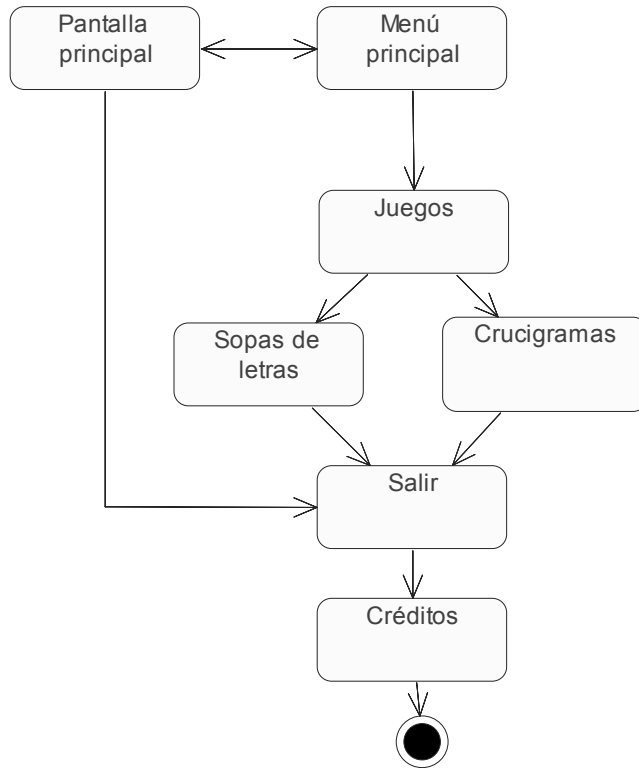 Pantalla
principal
Menú
principal
Juegos
Sopas de
letras
Crucigramas
Salir
Créditos